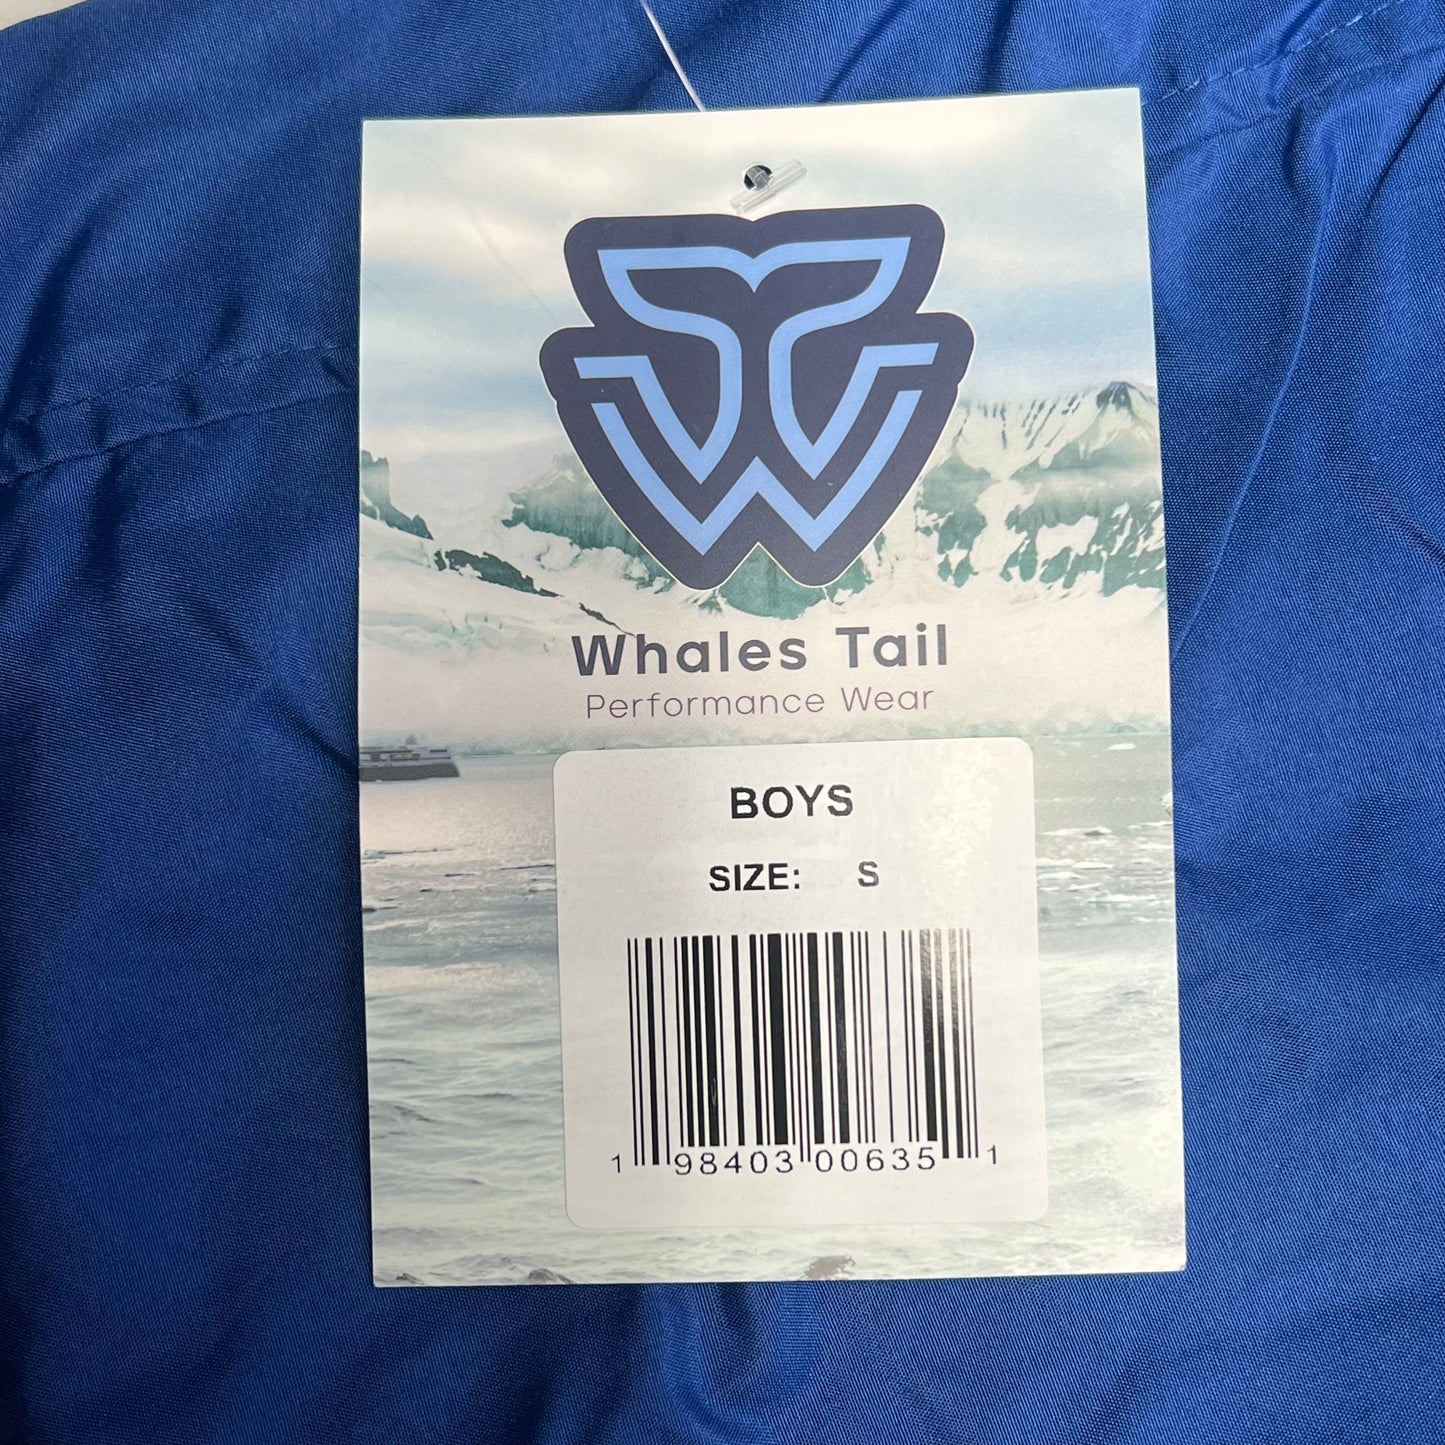 Whales Tail
Performance Wear
BOYS
SIZE: S
1 98403 00635 1